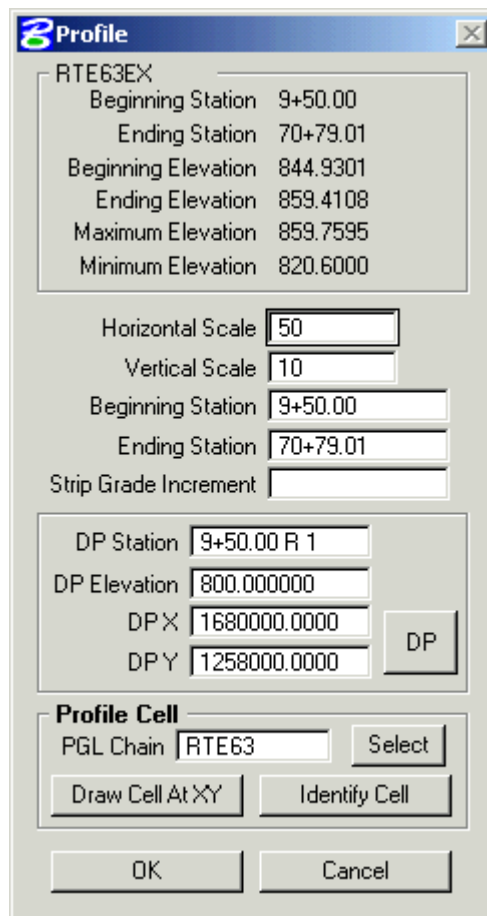 Profile
RTE63EX
Beginning Station 9+50.00
Ending Station 70+79.01
Beginning Elevation 844.9301
Ending Elevation 859.4108
Maximum Elevation 859.7595
Minimum Elevation 820.6000
Horizontal Scale 50
Vertical Scale 10
Beginning Station 9+50.00
Ending Station 70+79.01
Strip Grade Increment
DP Station 9+50.00 R 1
DP Elevation 800.000000
DP X 1680000.0000
DP Y 1258000.0000
DP
Profile Cell
PGL Chain RTE63 Select
Draw Cell At XY Identify Cell
OK Cancel